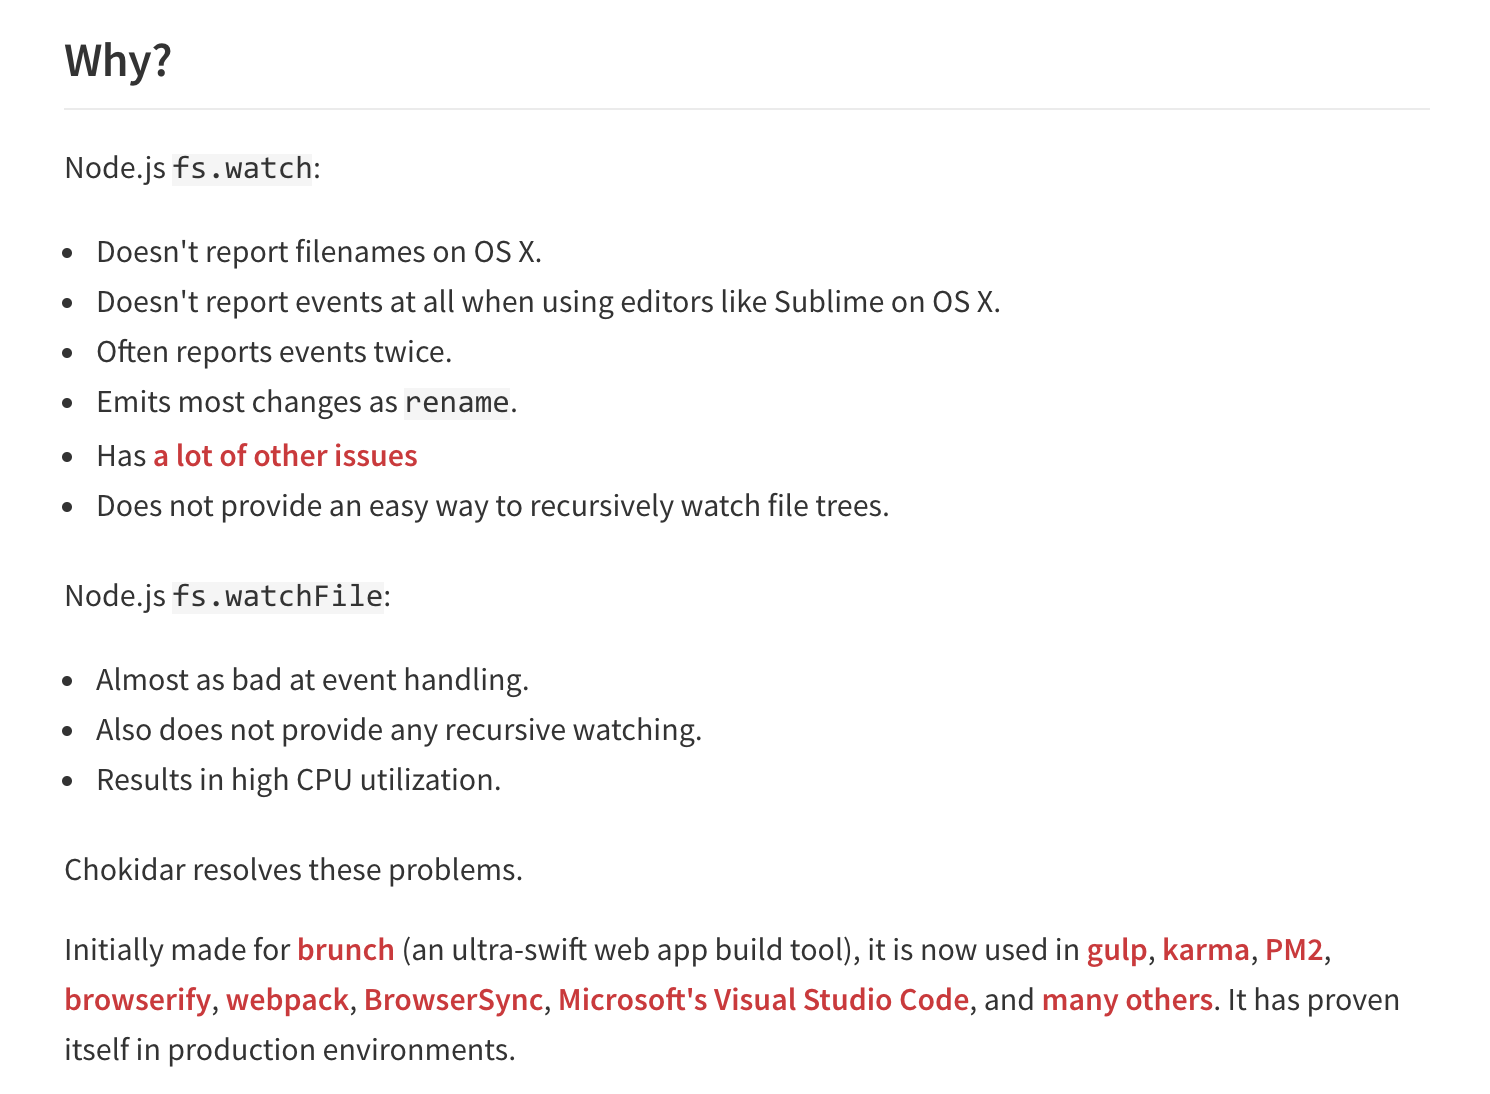 Why?
Node.js fs.watch:
• Doesn't report filenames on OS X.
• Doesn't report events at all when using editors like Sublime on OS X.
• Often reports events twice.
• Emits most changes as rename.
• Has a lot of other issues
• Does not provide an easy way to recursively watch file trees.
Node.js fs.watchFile:
• Almost as bad at event handling.
• Also does not provide any recursive watching.
• Results in high CPU utilization.
Chokidar resolves these problems.
Initially made for brunch (an ultra-swift web app build tool), it is now used in gulp, karma, PM2,
browserify, webpack, BrowserSync, Microsoft's Visual Studio Code, and many others. It has proven
itself in production environments.